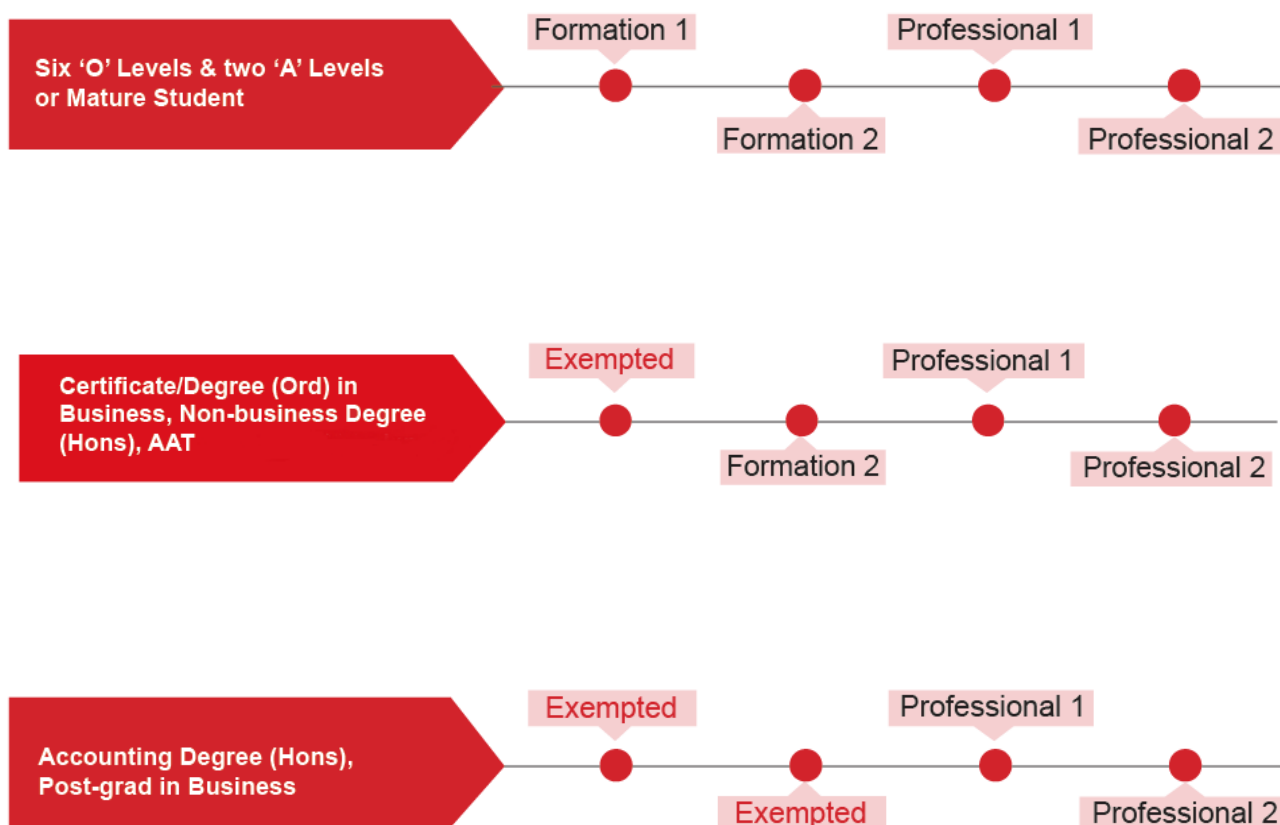 Six ‘O’ Levels & two ‘A’ Levels
or Mature Student
Formation 1
Formation 2
Professional 1
Professional 2
Certificate/Degree (Ord) in
Business, Non-business Degree
(Hons), AAT
Exempted
Formation 2
Professional 1
Professional 2
Accounting Degree (Hons),
Post-grad in Business
Exempted
Exempted
Professional 1
Professional 2